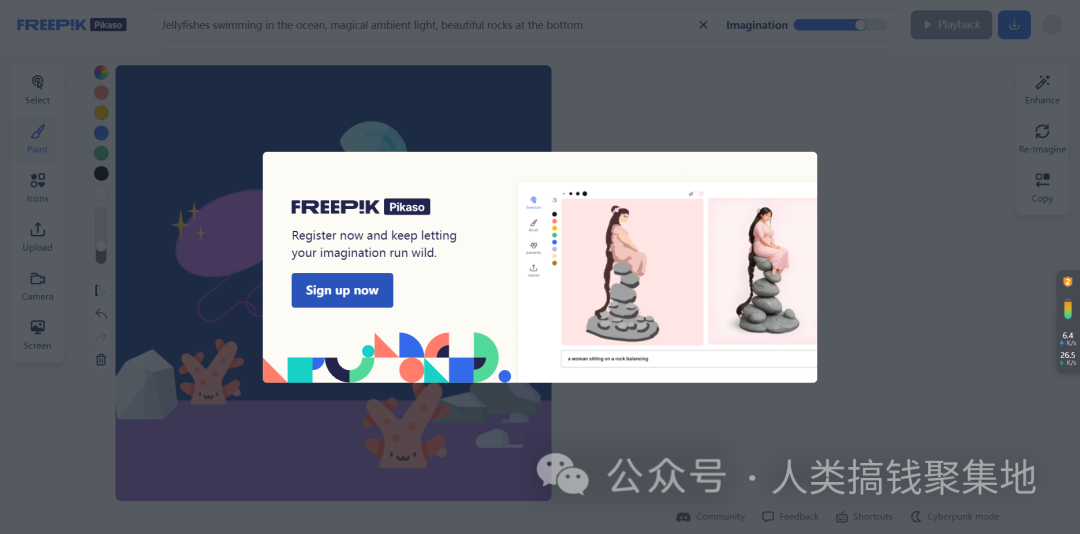 FREEPIK Pikaso
Jellyfishes swimming in the ocean, magical ambient light, beautiful rocks at the bottom
Imagination
Playback
Select
Paint
Icons
Upload
Camera
Screen
Enhance
Re-Imagine
Copy
FREEPIK Pikaso
Register now and keep letting
your imagination run wild.
Sign up now
a woman sitting on a rock balancing
2
6.4
K/s
26.5
K/s
公众号 · 人类搞钱聚集地
Community
Feedback
Shortcuts
Cyberpunk mode